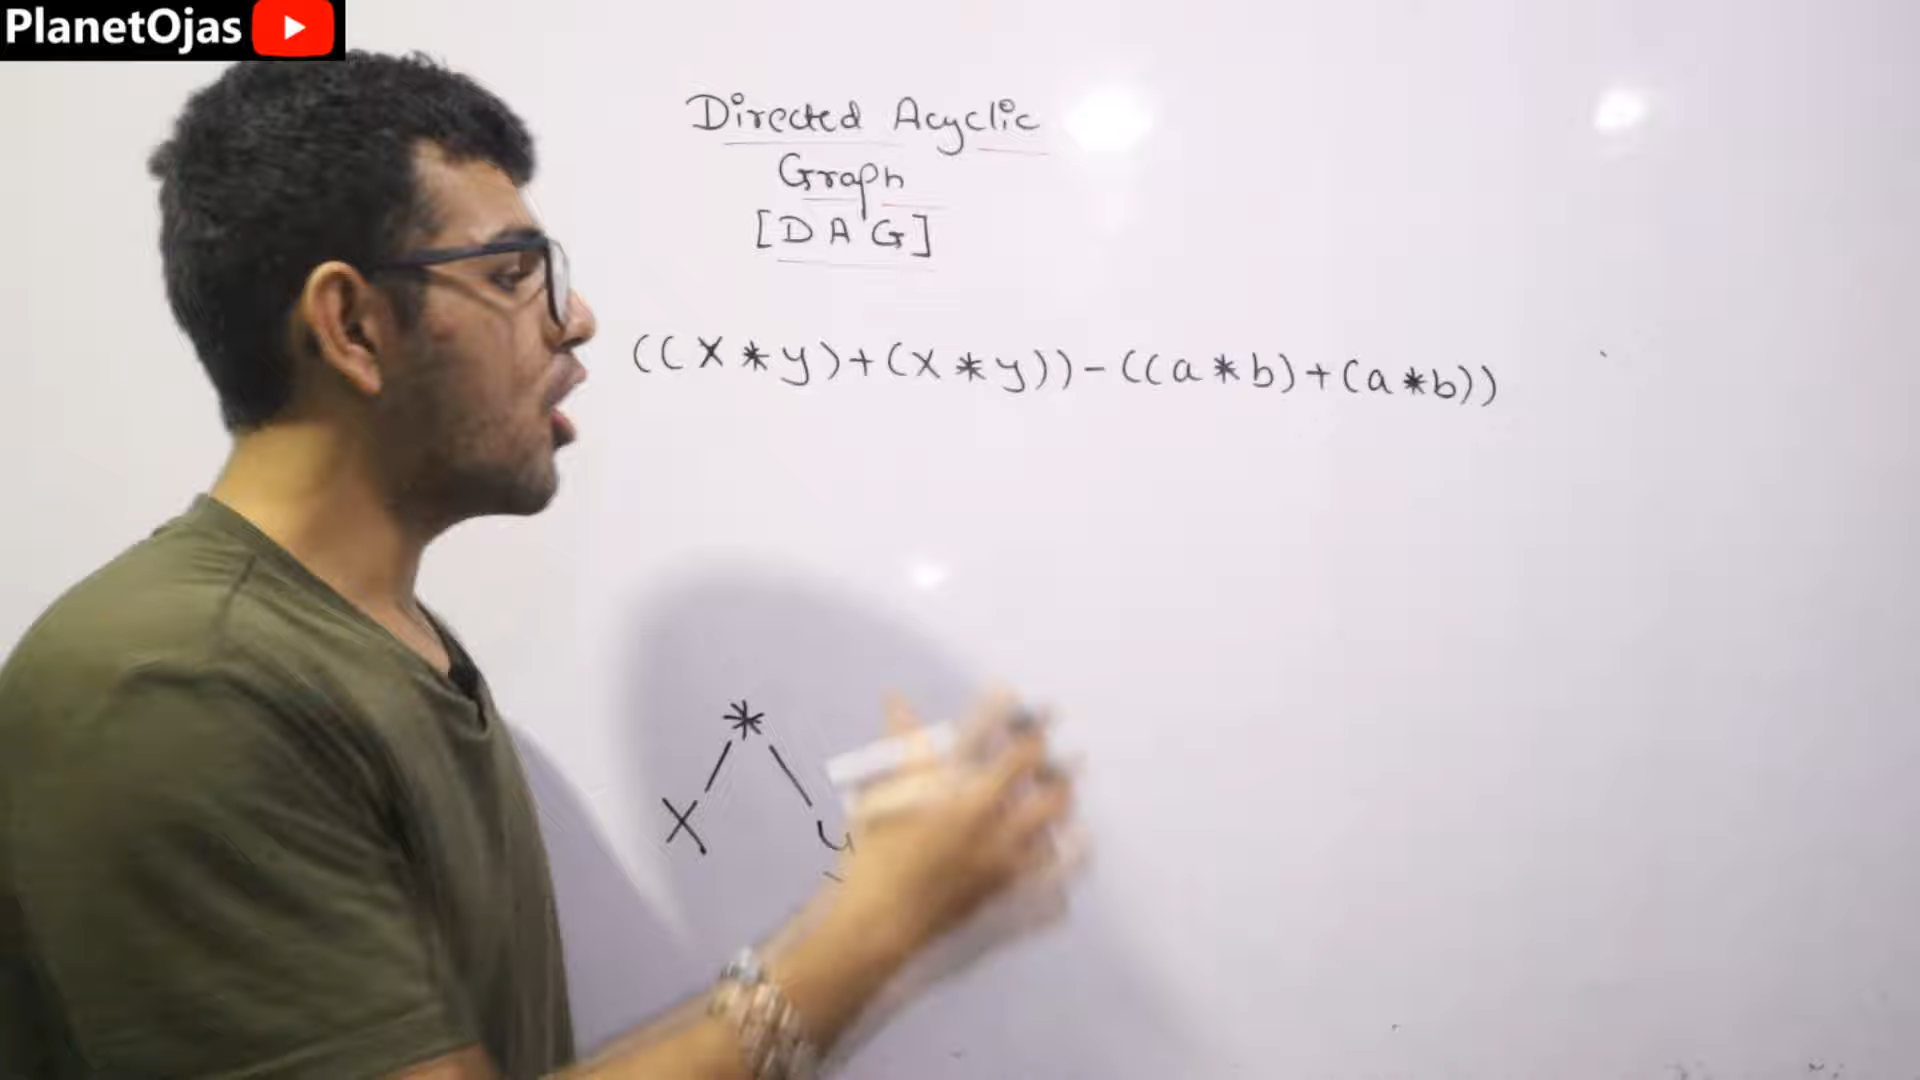 PlanetOjas
Directed Acyclic
Graph
[DAG]
((X*y)+(X*y))-((a*b)+(a*b))
*
X y